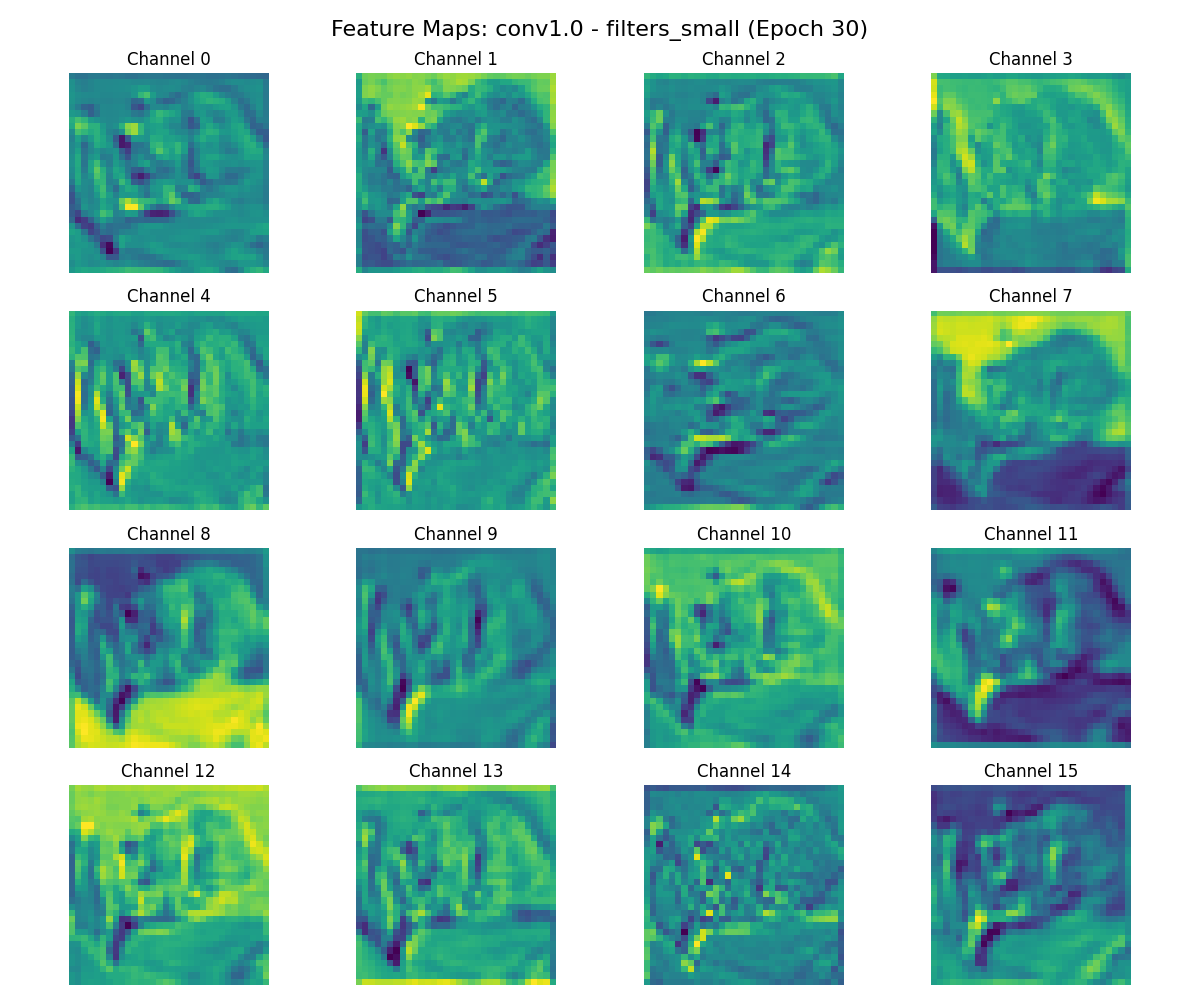 Feature Maps: conv1.0 - filters_small (Epoch 30)
Channel 0 Channel 1 Channel 2 Channel 3
Channel 4 Channel 5 Channel 6 Channel 7
Channel 8 Channel 9 Channel 10 Channel 11
Channel 12 Channel 13 Channel 14 Channel 15